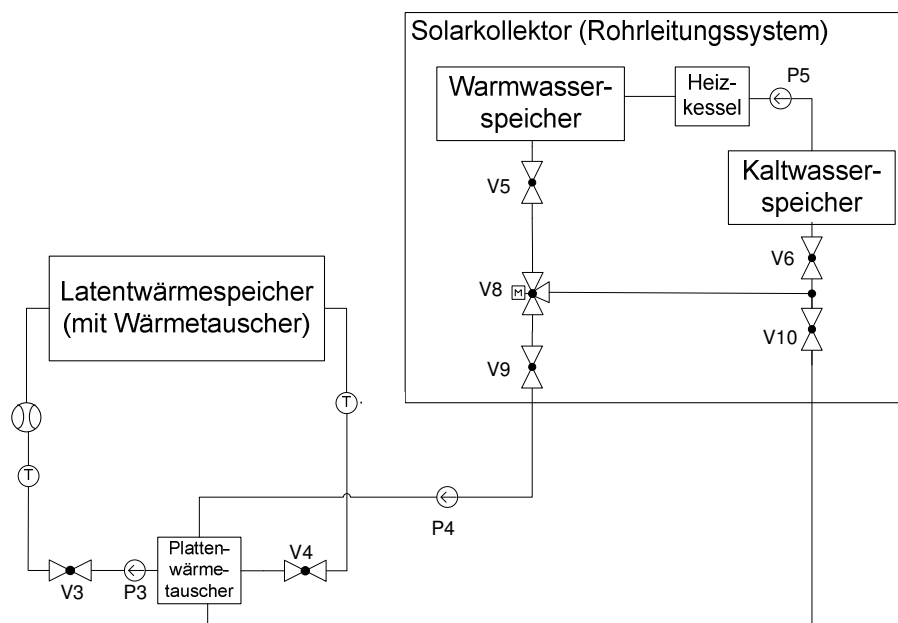 Solarkollektor (Rohrleitungssystem)
Warmwasser-
speicher
Heiz-
kessel
P5
Kaltwasser-
speicher
V5
V6
V8
M
V10
V9
Latentwärmespeicher
(mit Wärmetauscher)
T
T
P4
Platten-
wärme-
tauscher
V4
V3
P3